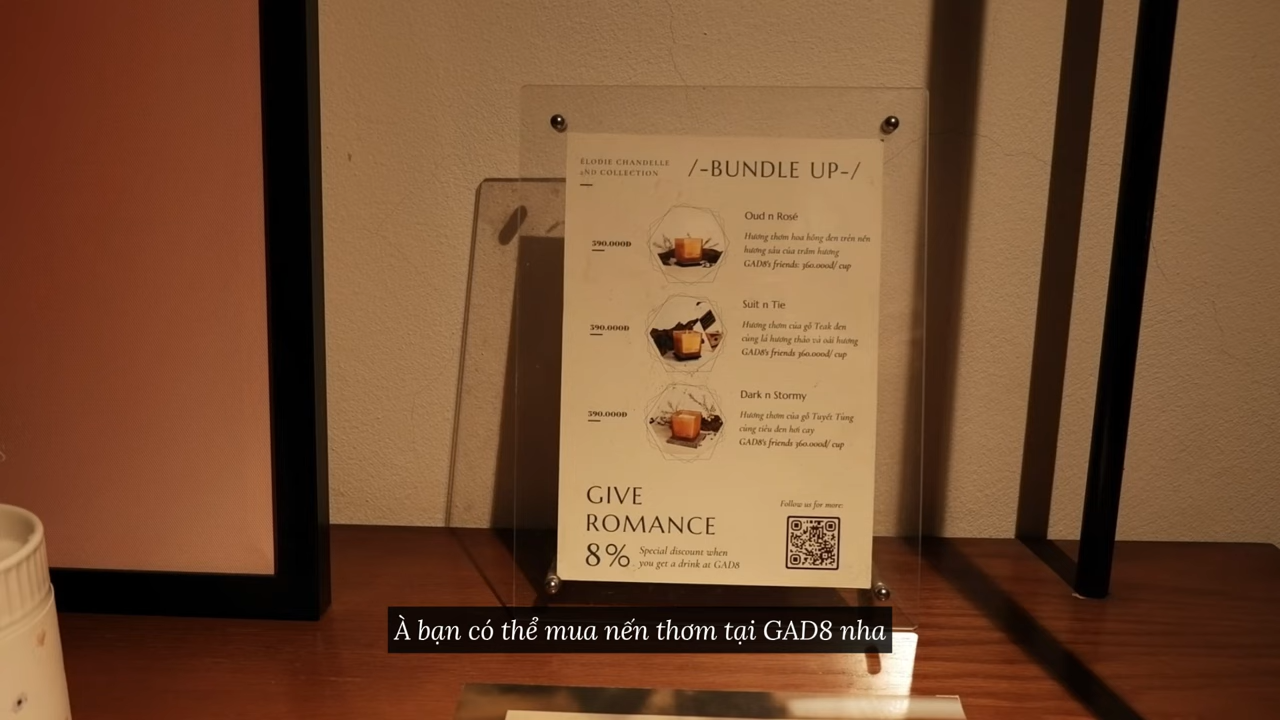 ÉLODIE CHANDELLE
2ND COLLECTION
/-BUNDLE UP-/
590.000Đ
Oud n Rosé
Hương thơm hoa hồng đen trên nền
hương sâu của trầm hương
GAD8's friends: 360.000đ/ cup
590.000Đ
Suit n Tie
Hương thơm của gỗ Teak đen
cùng lá hương thảo và oải hương
GAD8's friends 360.000đ/ cup
590.000Đ
Dark n Stormy
Hương thơm của gỗ Tuyết Tùng
cùng tiêu đen hơi cay
GAD8's friends 360.000đ/ cup
GIVE
ROMANCE
8% Special discount when
you get a drink at GAD8
Follow us for more:
À bạn có thể mua nến thơm tại GAD8 nha